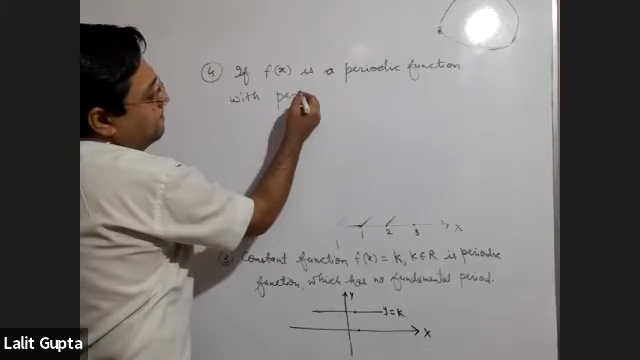 ④ If f(x) is a periodic function
with pe
1 2 3 X
③ Constant function f(x) = K, K∈R is periodic
function, which has no fundamental period.
Y
y=K
X
Lalit Gupta